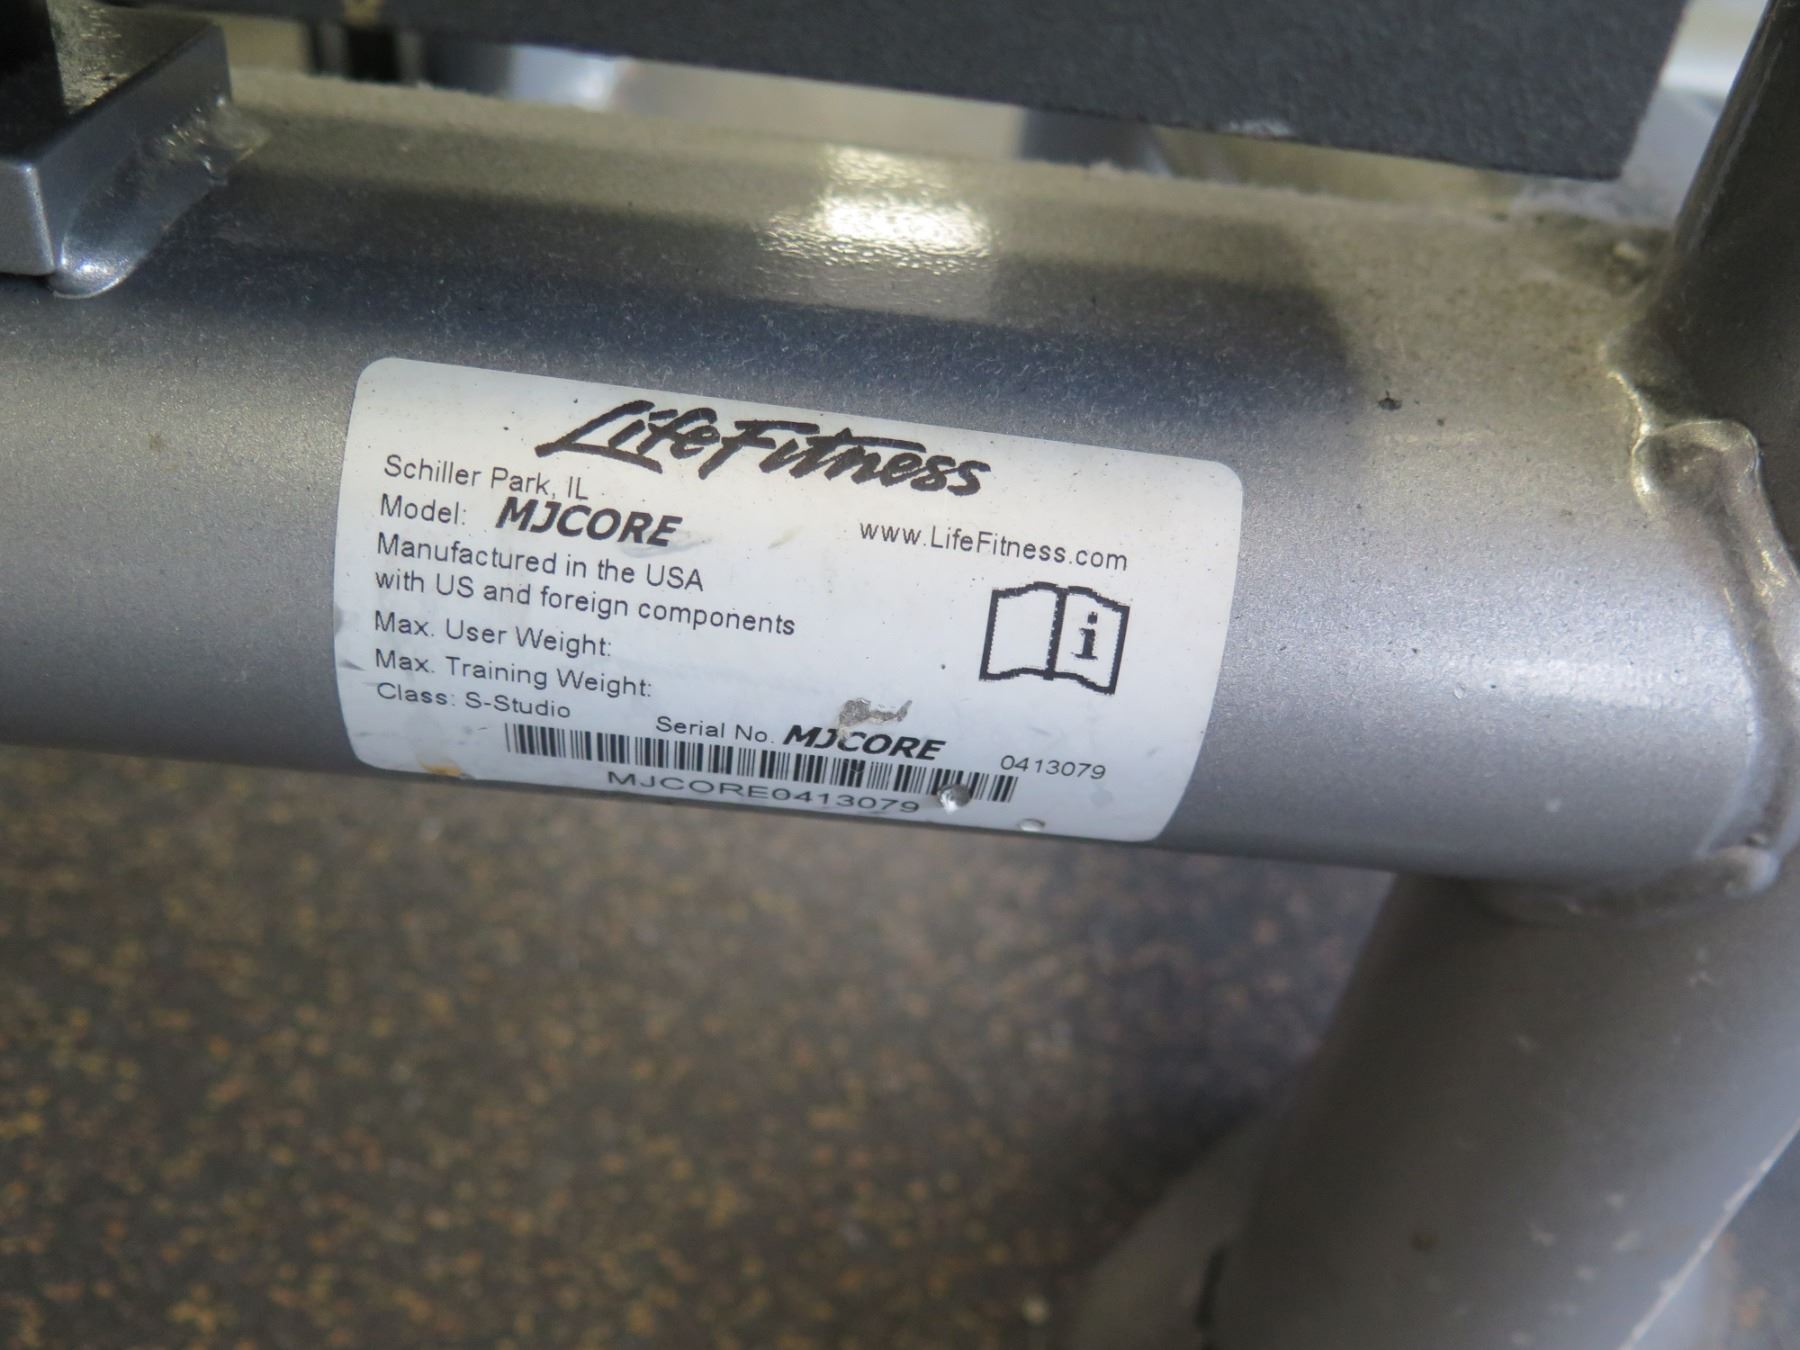 LifeFitness
Schiller Park, IL
Model: MJCORE
www.LifeFitness.com
Manufactured in the USA
with US and foreign components
i
Max. User Weight:
Max. Training Weight:
Class: S-Studio
Serial No. MJCORE 0413079
MJCORE0413079